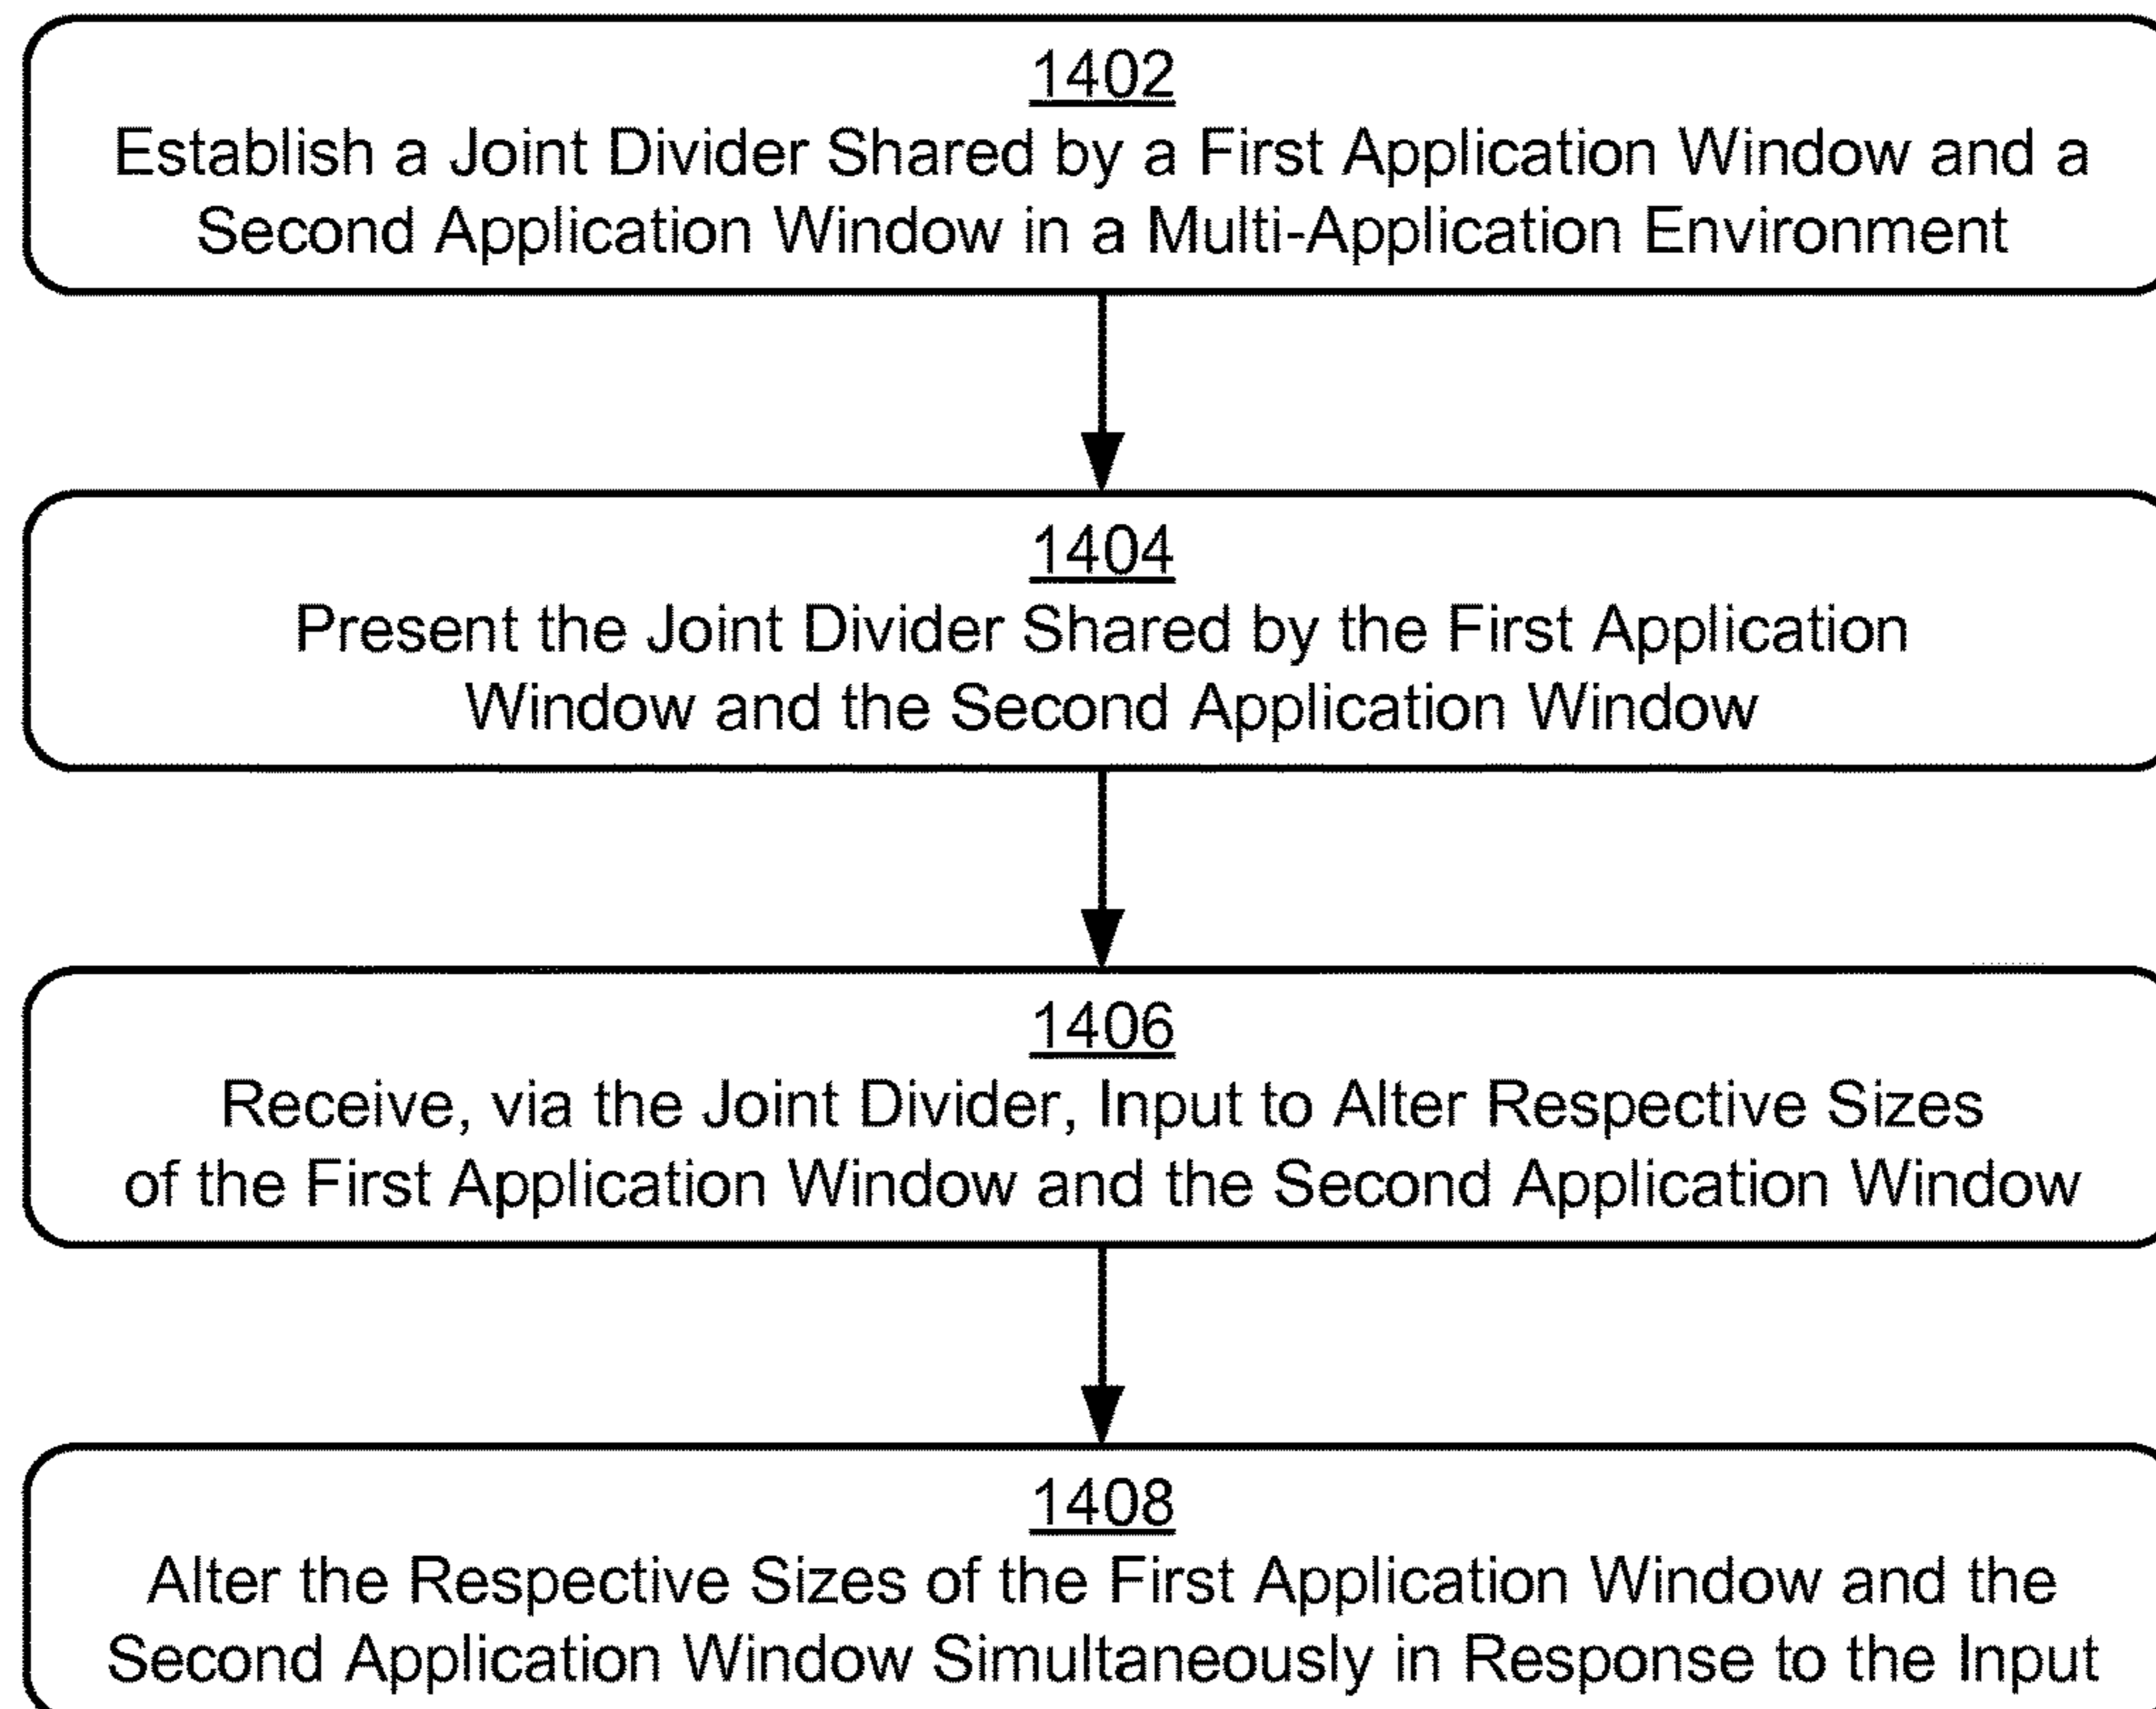 1402
Establish a Joint Divider Shared by a First Application Window and a
Second Application Window in a Multi-Application Environment
1404
Present the Joint Divider Shared by the First Application
Window and the Second Application Window
1406
Receive, via the Joint Divider, Input to Alter Respective Sizes
of the First Application Window and the Second Application Window
1408
Alter the Respective Sizes of the First Application Window and the
Second Application Window Simultaneously in Response to the Input